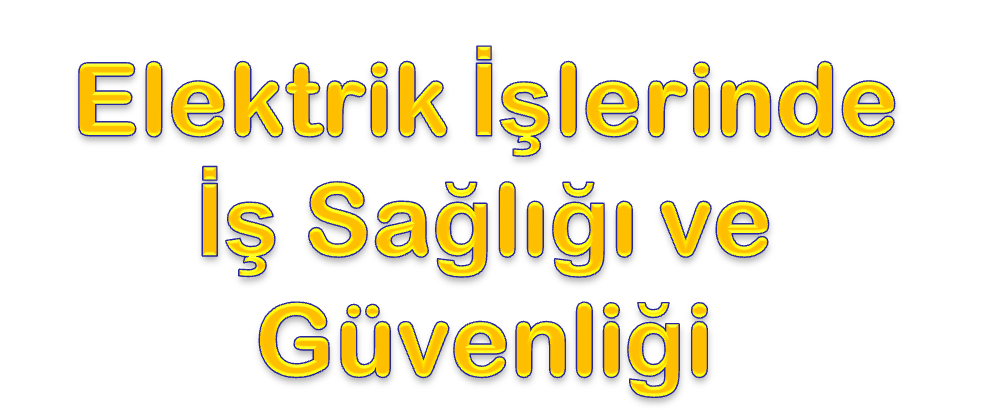 Elektrik İşlerinde
İş Sağlığı ve
Güvenliği